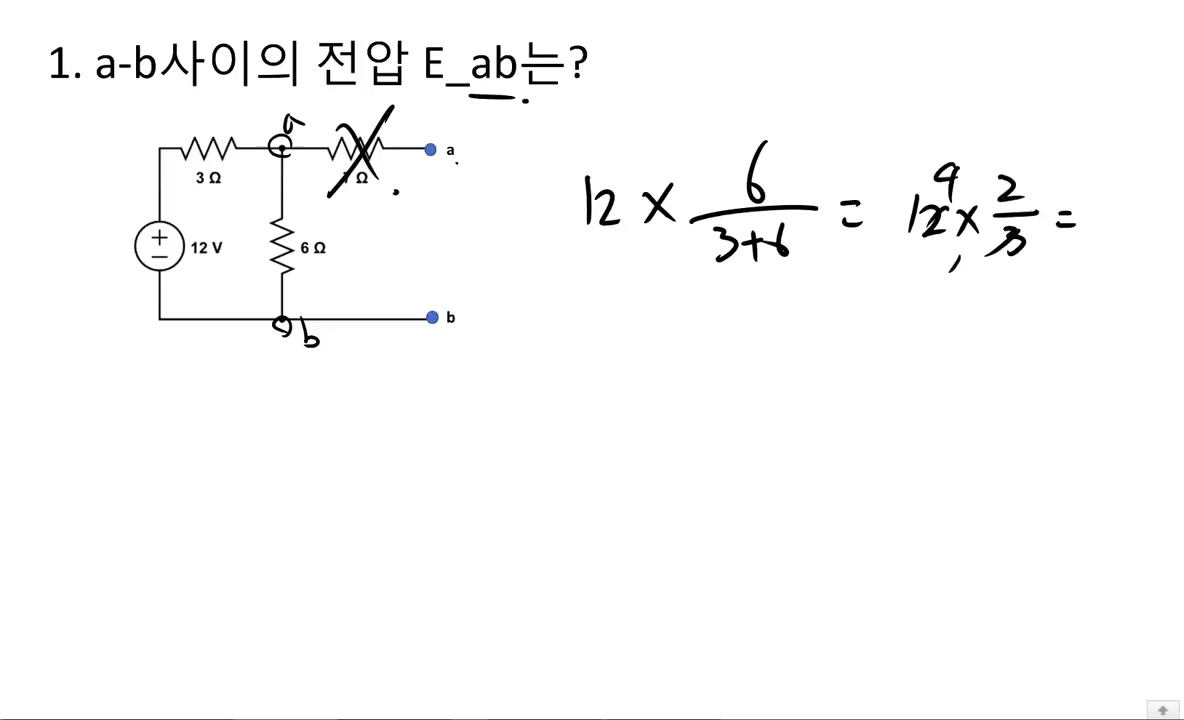 1. a-b사이의 전압 E_ab는?
a
3 Ω
Ω
a
12 V
6 Ω
b
b
12 × 6/(3+6) = 12 × 2/3 =
4